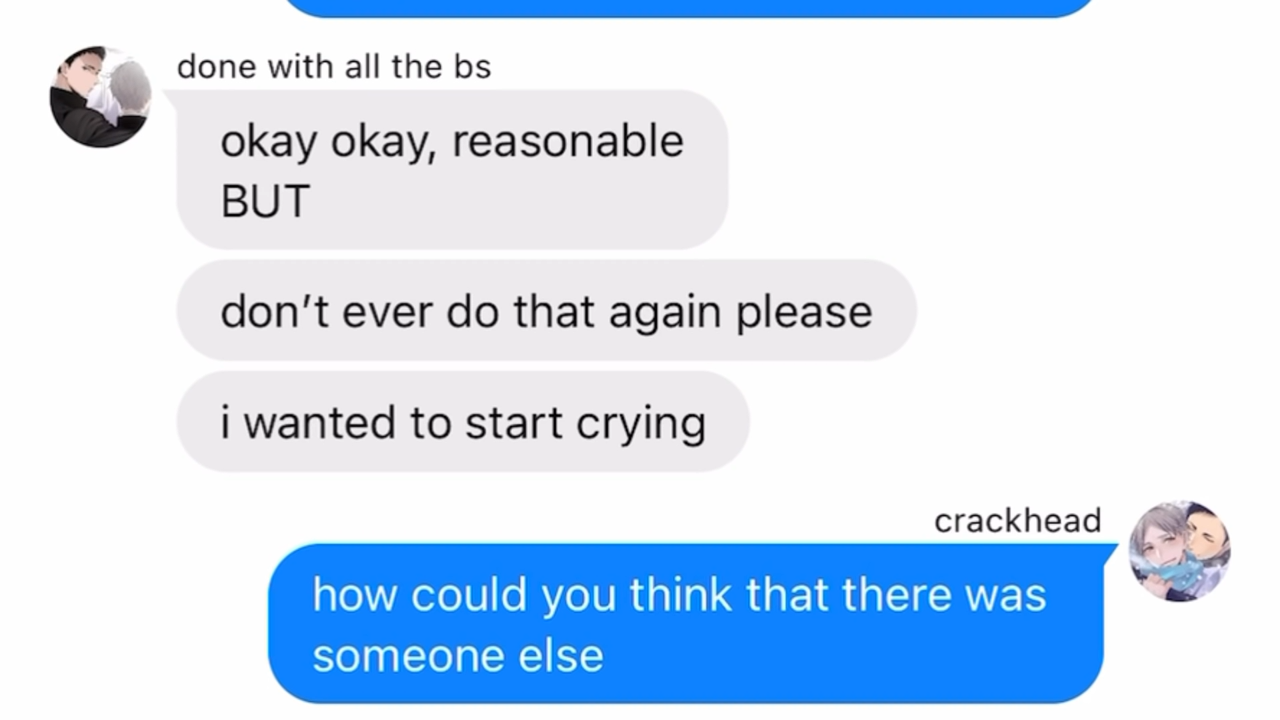 done with all the bs
okay okay, reasonable
BUT
don’t ever do that again please
i wanted to start crying
crackhead
how could you think that there was
someone else